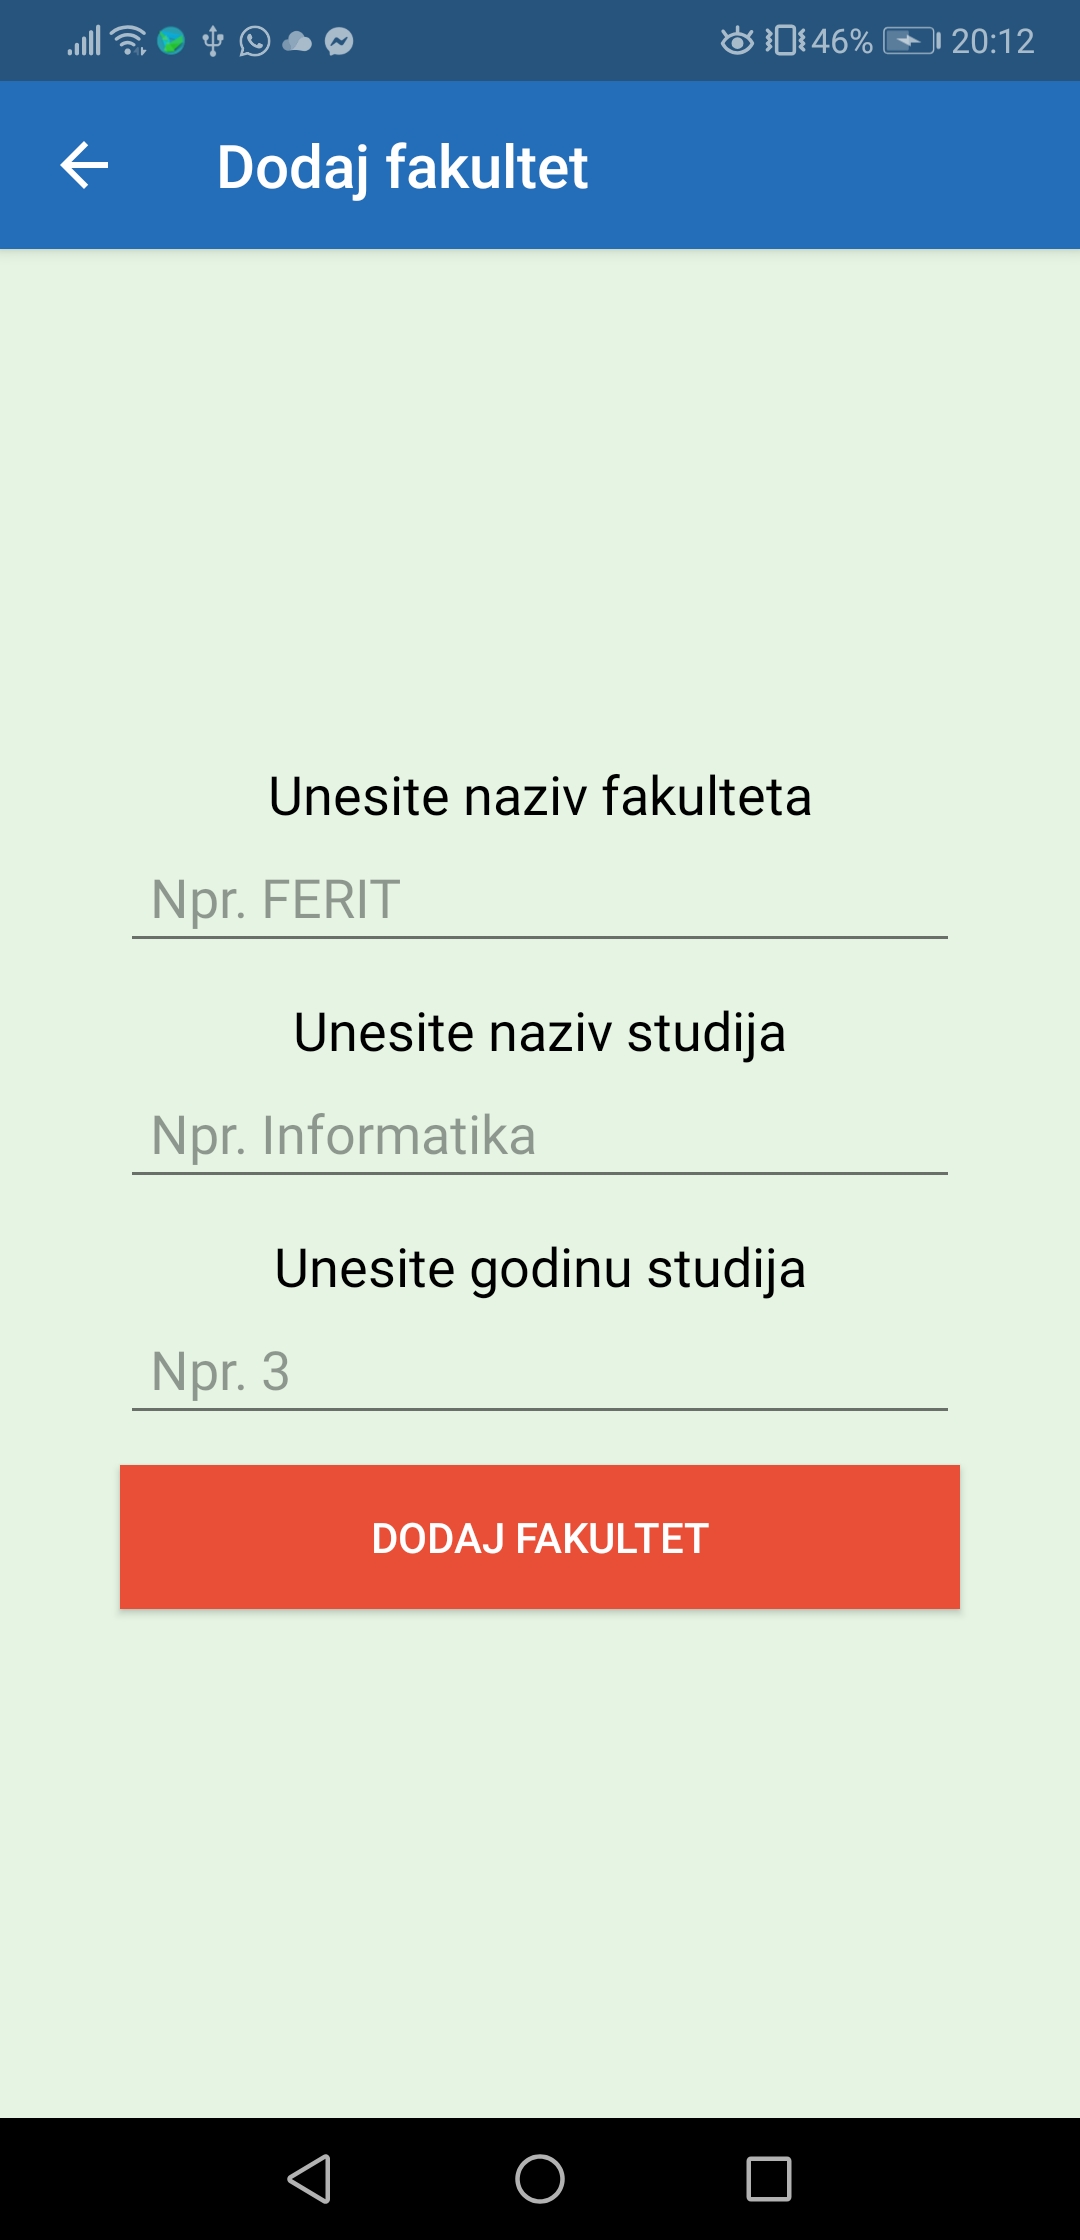 46% 20:12
Dodaj fakultet
Unesite naziv fakulteta
Npr. FERIT
Unesite naziv studija
Npr. Informatika
Unesite godinu studija
Npr. 3
DODAJ FAKULTET